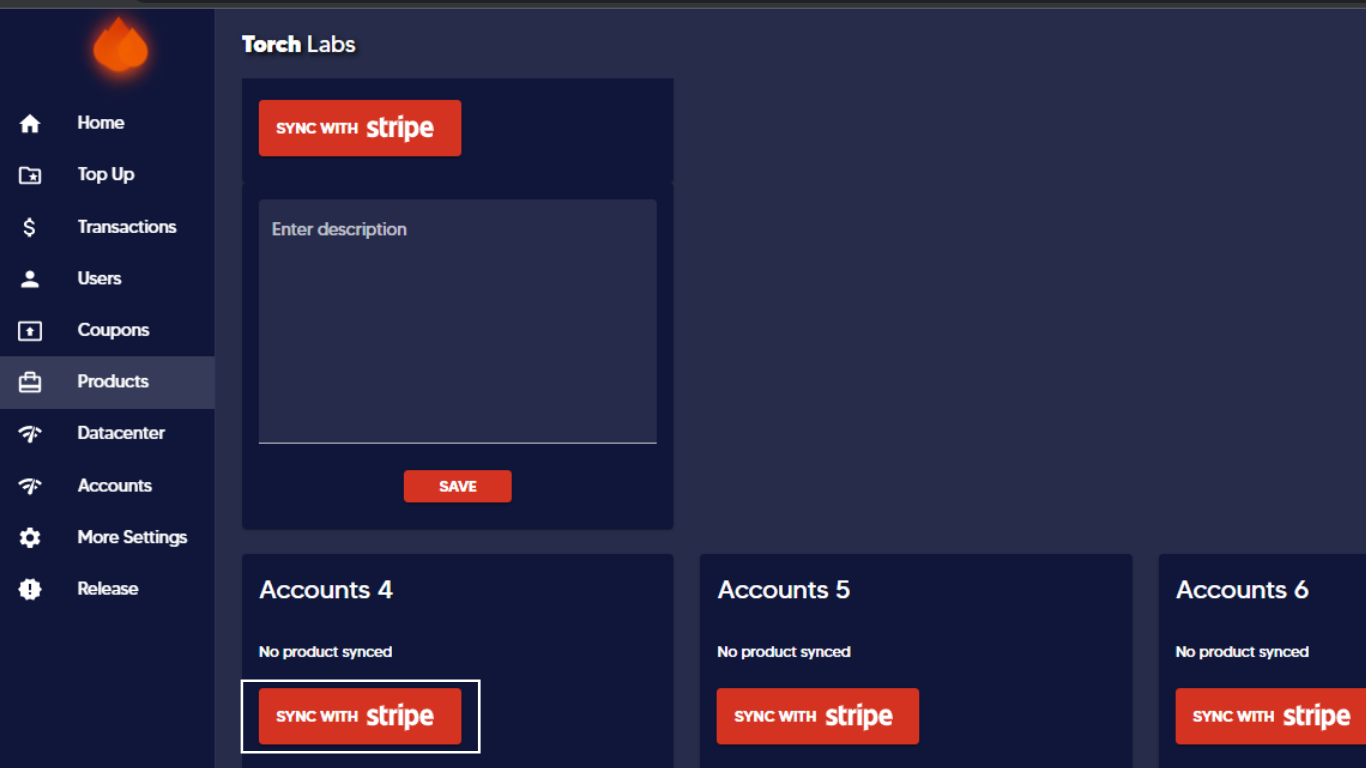 Torch Labs
Home
Top Up
Transactions
Users
Coupons
Products
Datacenter
Accounts
More Settings
Release
SYNC WITH stripe
Enter description
SAVE
Accounts 4
No product synced
SYNC WITH stripe
Accounts 5
No product synced
SYNC WITH stripe
Accounts 6
No product synced
SYNC WITH stripe